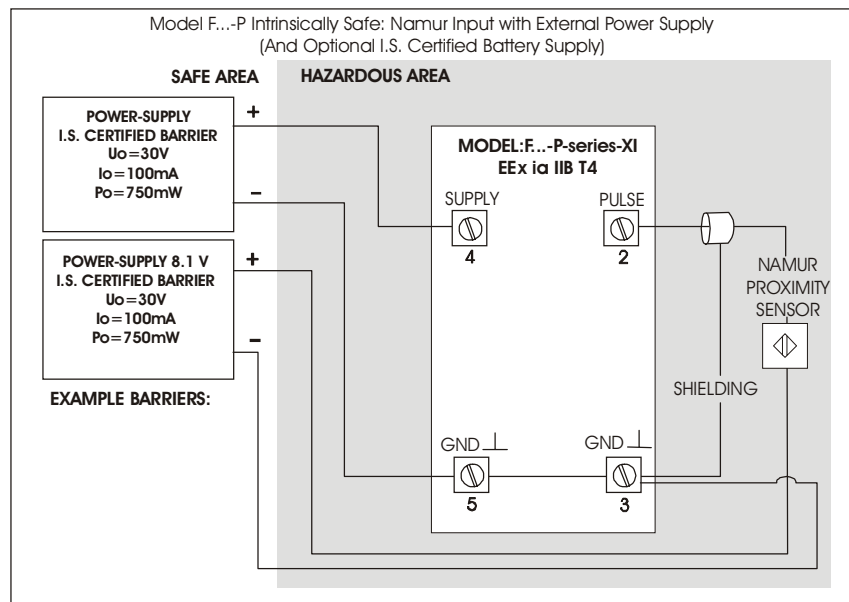 Model F...-P Intrinsically Safe: Namur Input with External Power Supply
(And Optional I.S. Certified Battery Supply)
SAFE AREA
HAZARDOUS AREA
POWER-SUPPLY
I.S. CERTIFIED BARRIER
Uo=30V
Io=100mA
Po=750mW
+
-
POWER-SUPPLY 8.1 V
I.S. CERTIFIED BARRIER
Uo=30V
Io=100mA
Po=750mW
+
-
EXAMPLE BARRIERS:
MODEL:F...-P-series-XI
EEx ia IIB T4
SUPPLY
4
PULSE
2
NAMUR
PROXIMITY
SENSOR
SHIELDING
GND
5
GND
3